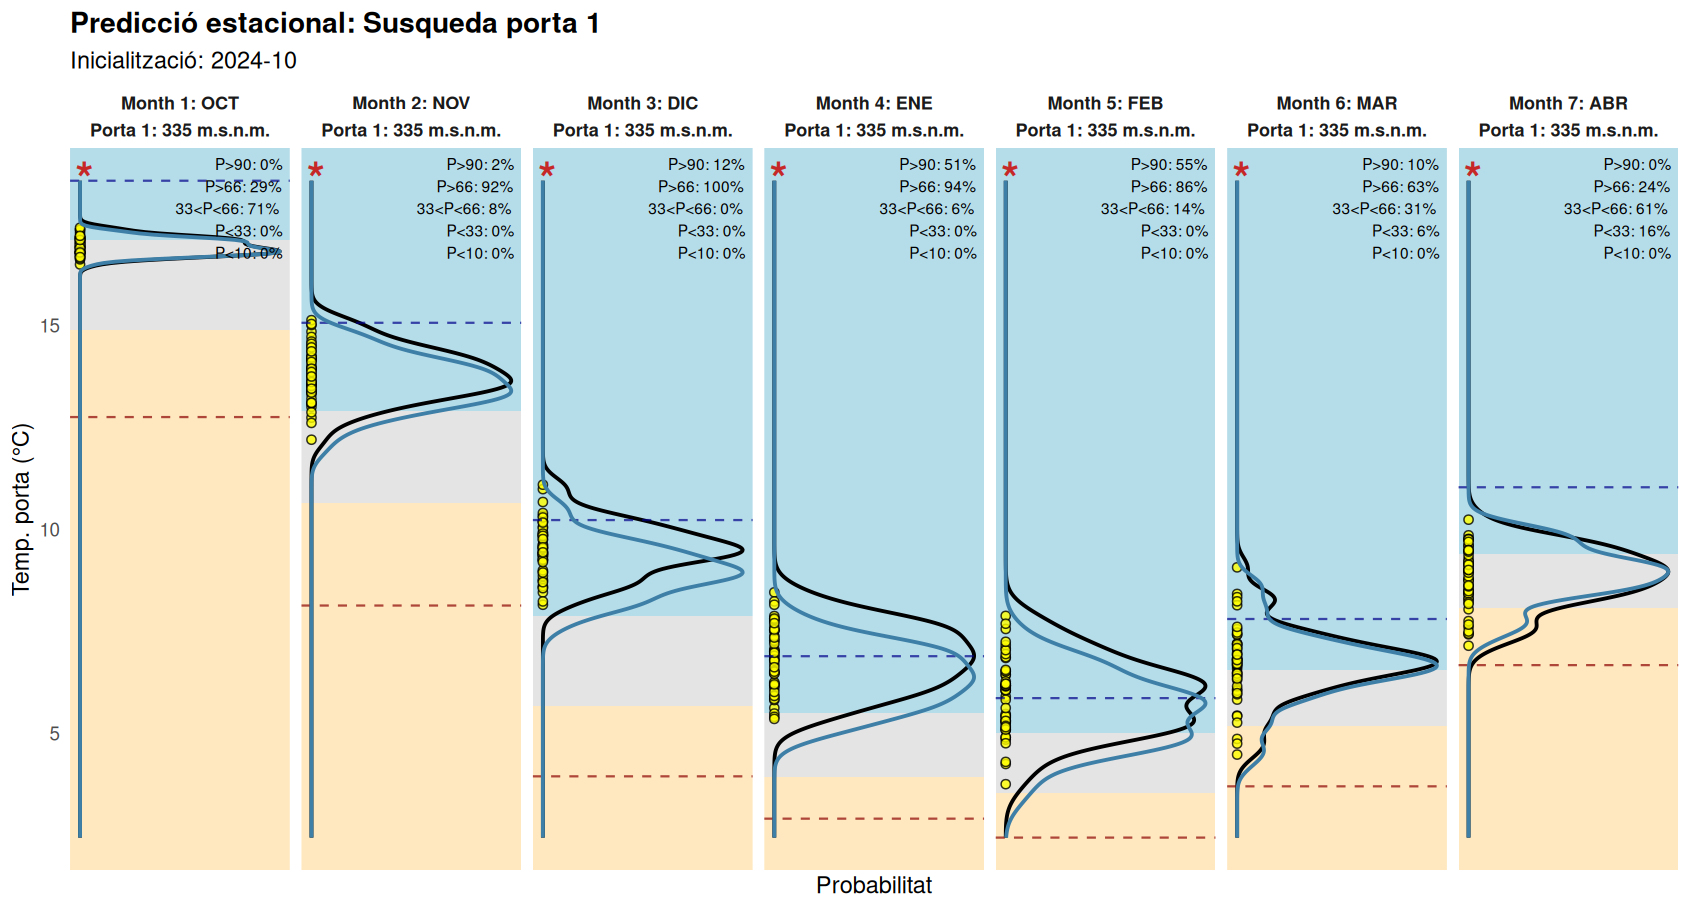 Predicció estacional: Susqueda porta 1
Inicialització: 2024-10
Month 1: OCT
Porta 1: 335 m.s.n.m.
Month 2: NOV
Porta 1: 335 m.s.n.m.
Month 3: DIC
Porta 1: 335 m.s.n.m.
Month 4: ENE
Porta 1: 335 m.s.n.m.
Month 5: FEB
Porta 1: 335 m.s.n.m.
Month 6: MAR
Porta 1: 335 m.s.n.m.
Month 7: ABR
Porta 1: 335 m.s.n.m.
*
P>90: 0%
P>66: 29%
33<P<66: 71%
P<33: 0%
P<10: 0%
*
P>90: 2%
P>66: 92%
33<P<66: 8%
P<33: 0%
P<10: 0%
*
P>90: 12%
P>66: 100%
33<P<66: 0%
P<33: 0%
P<10: 0%
*
P>90: 51%
P>66: 94%
33<P<66: 6%
P<33: 0%
P<10: 0%
*
P>90: 55%
P>66: 86%
33<P<66: 14%
P<33: 0%
P<10: 0%
*
P>90: 10%
P>66: 63%
33<P<66: 31%
P<33: 6%
P<10: 0%
*
P>90: 0%
P>66: 24%
33<P<66: 61%
P<33: 16%
P<10: 0%
15
10
5
Temp. porta (°C)
Probabilitat